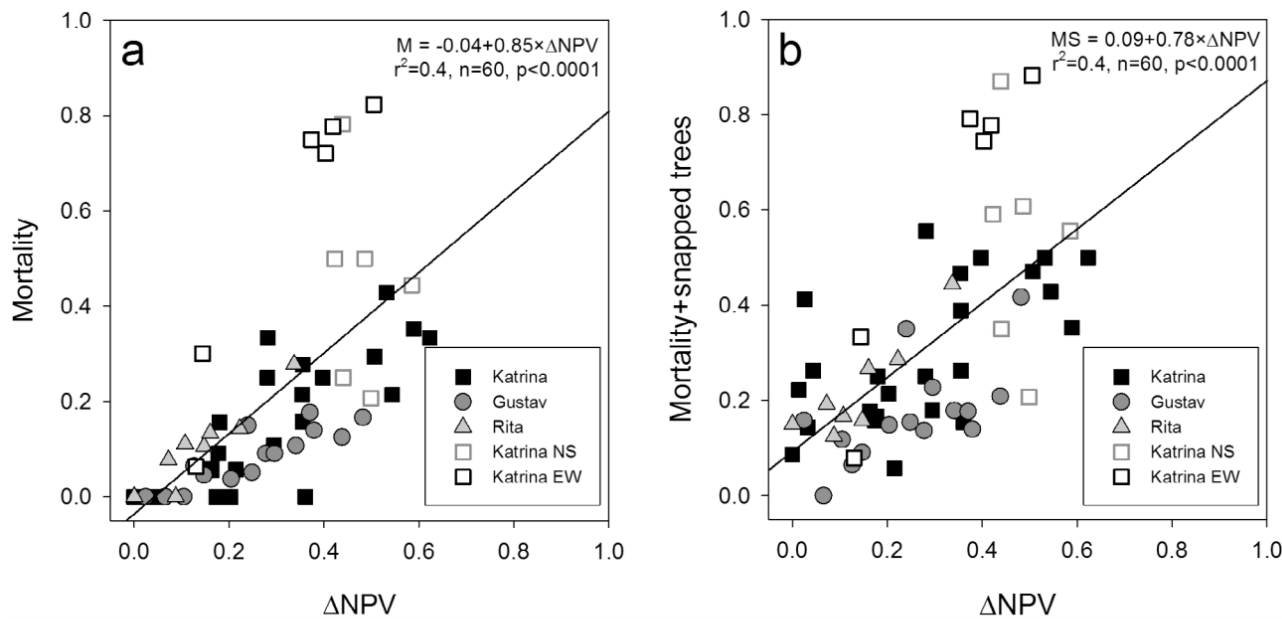 a
M = -0.04+0.85×ΔNPV
r²=0.4, n=60, p<0.0001
Mortality
1.0
0.8
0.6
0.4
0.2
0.0
Katrina
Gustav
Rita
Katrina NS
Katrina EW
0.0 0.2 0.4 0.6 0.8 1.0
ΔNPV
b
MS = 0.09+0.78×ΔNPV
r²=0.4, n=60, p<0.0001
Mortality+snapped trees
1.0
0.8
0.6
0.4
0.2
0.0
Katrina
Gustav
Rita
Katrina NS
Katrina EW
0.0 0.2 0.4 0.6 0.8 1.0
ΔNPV